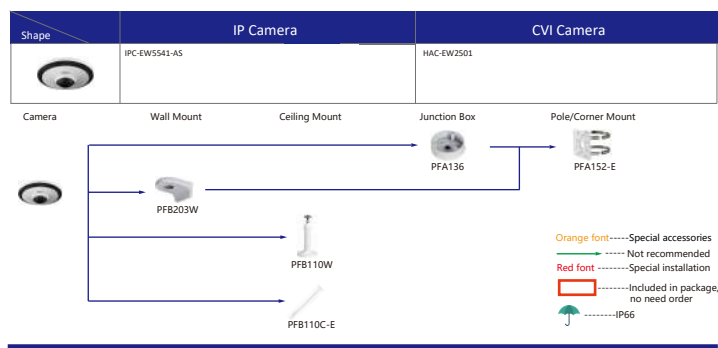 Shape
IP Camera
CVI Camera
IPC-EW5541-AS
HAC-EW2501
Camera
Wall Mount
Ceiling Mount
Junction Box
Pole/Corner Mount
PFA136
PFA152-E
PFB203W
PFB110W
PFB110C-E
Orange font-----Special accessories
----- Not recommended
Red font --------Special installation
--------Included in package,
no need order
--------IP66